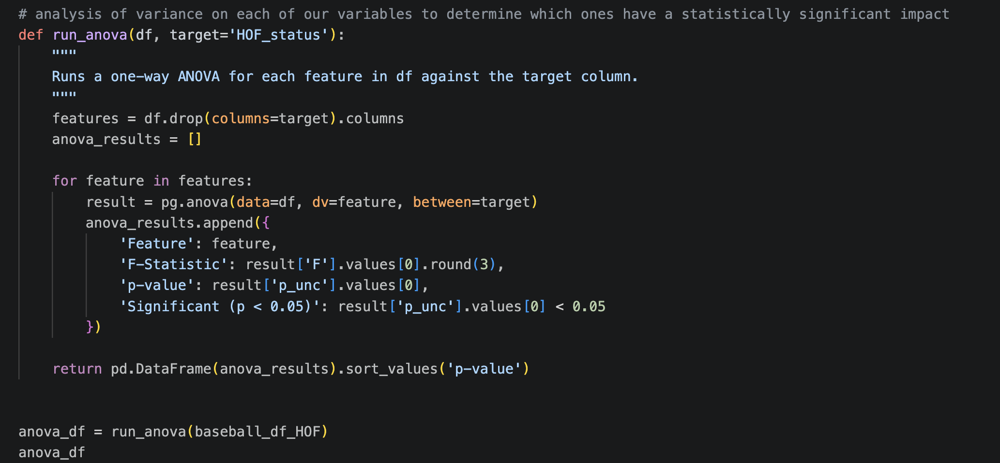 # analysis of variance on each of our variables to determine which ones have a statistically significant impact
def run_anova(df, target='HOF_status'):
    """
    Runs a one-way ANOVA for each feature in df against the target column.
    """
    features = df.drop(columns=target).columns
    anova_results = []

    for feature in features:
        result = pg.anova(data=df, dv=feature, between=target)
        anova_results.append({
            'Feature': feature,
            'F-Statistic': result['F'].values[0].round(3),
            'p-value': result['p_unc'].values[0],
            'Significant (p < 0.05)': result['p_unc'].values[0] < 0.05
        })

    return pd.DataFrame(anova_results).sort_values('p-value')


anova_df = run_anova(baseball_df_HOF)
anova_df